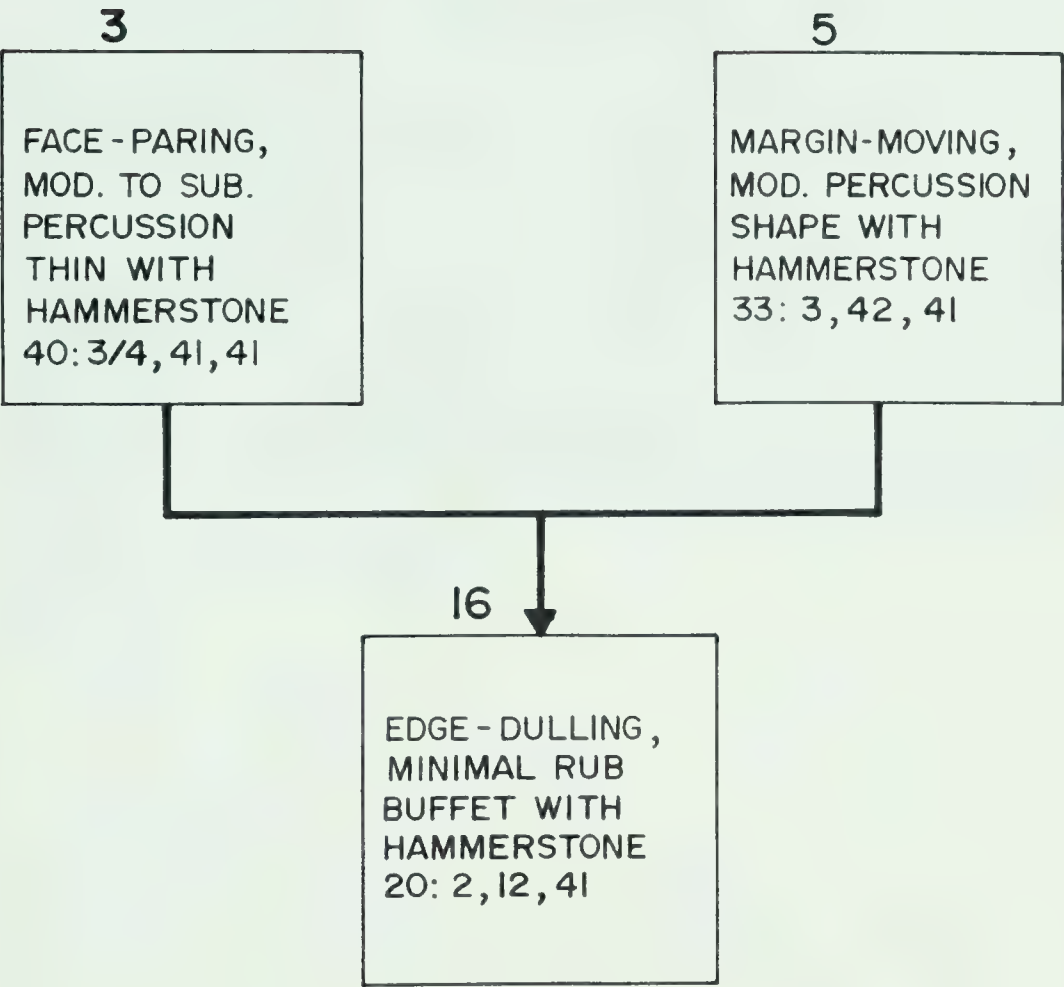 3
FACE-PARING,
MOD. TO SUB.
PERCUSSION
THIN WITH
HAMMERSTONE
40:3/4,41,41
5
MARGIN-MOVING,
MOD. PERCUSSION
SHAPE WITH
HAMMERSTONE
33: 3,42,41
16
EDGE-DULLING,
MINIMAL RUB
BUFFET WITH
HAMMERSTONE
20: 2,12,41